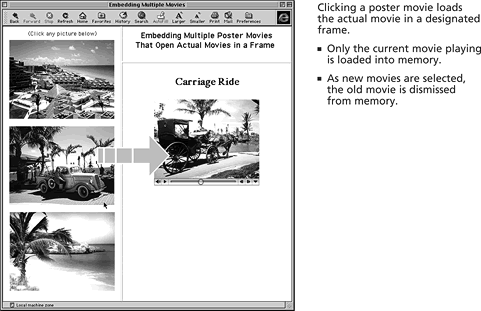 Embedding Multiple Movies
Back Forward Stop Refresh Home Favorites History Search AutoFill Larger Smaller Print Mail Preferences
(Click any picture below)
Embedding Multiple Poster Movies
That Open Actual Movies in a Frame
Carriage Ride
Local machine zone
Clicking a poster movie loads
the actual movie in a designated
frame.
Only the current movie playing
is loaded into memory.
As new movies are selected,
the old movie is dismissed
from memory.